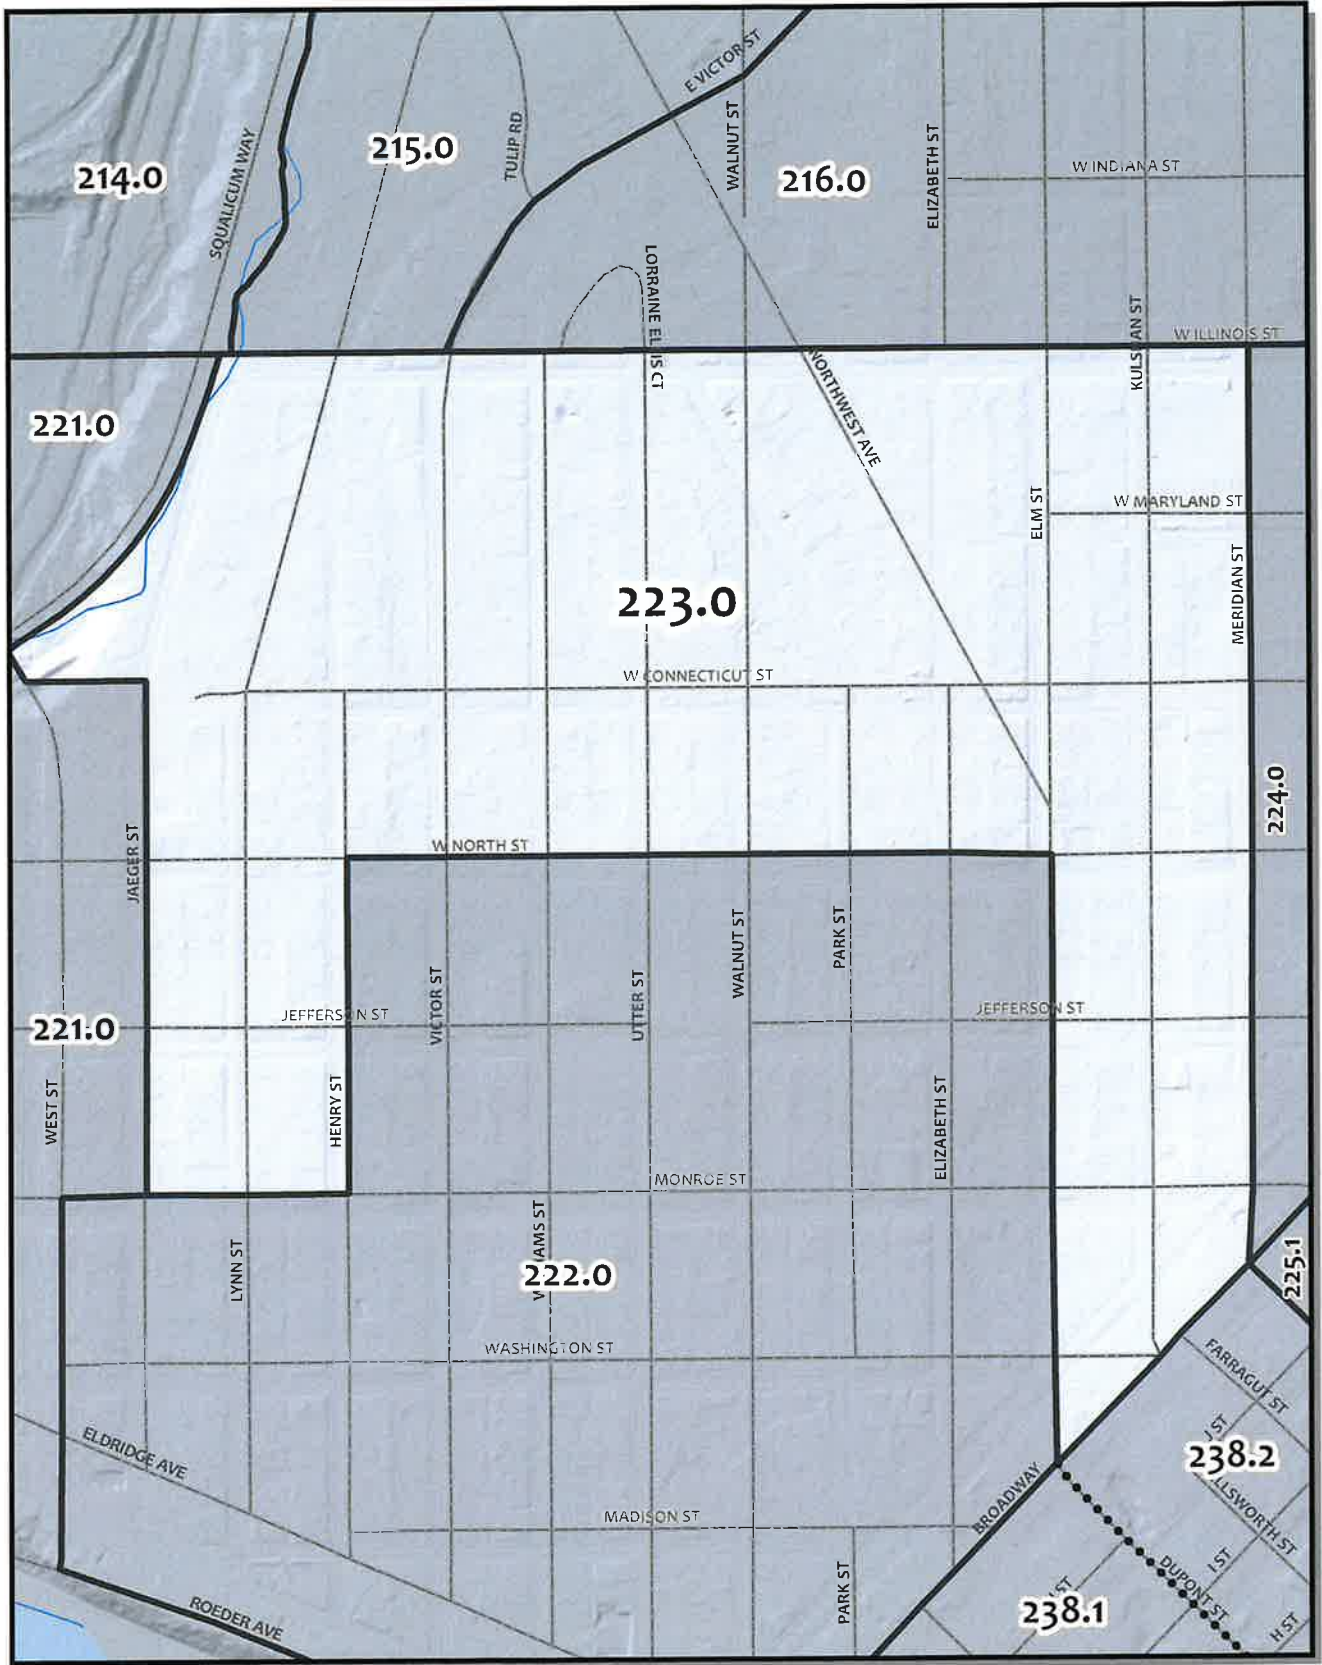 E VICTOR ST
SQUALICUM WAY
215.0
TULIP RD
WALNUT ST
ELIZABETH ST
W INDIANA ST
214.0
216.0
LORRAINE ELLIS CT
KULSHAN ST
W ILLINOIS ST
221.0
NORTHWEST AVE
ELM ST
W MARYLAND ST
MERIDIAN ST
223.0
W CONNECTICUT ST
224.0
JAEGER ST
W NORTH ST
WALNUT ST
PARK ST
VICTOR ST
UTTER ST
JEFFERSON ST
JEFFERSON ST
221.0
WEST ST
HENRY ST
ELIZABETH ST
MONROE ST
LYNN ST
222.0
225.1
WASHINGTON ST
FARRAGUT ST
J ST
ELDRIDGE AVE
238.2
ELLSWORTH ST
MADISON ST
BROADWAY
I ST
DUPONT ST
PARK ST
ROEDER AVE
238.1
H ST